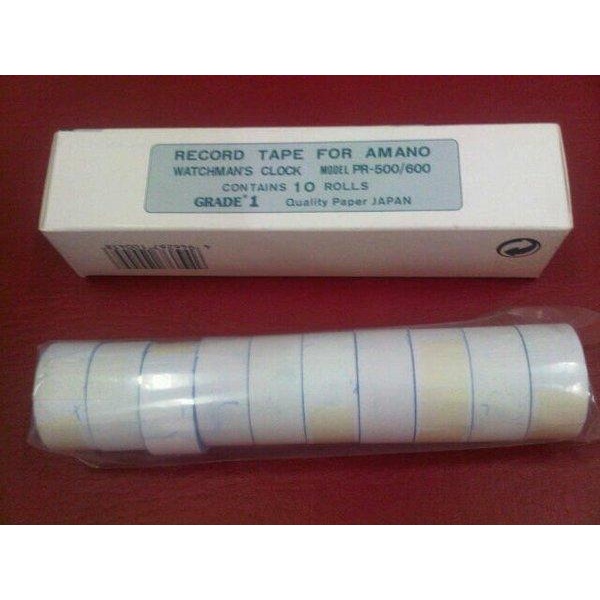 RECORD TAPE FOR AMANO
WATCHMAN'S CLOCK MODEL PR-500/600
CONTAINS 10 ROLLS
GRADE #1 Quality Paper JAPAN